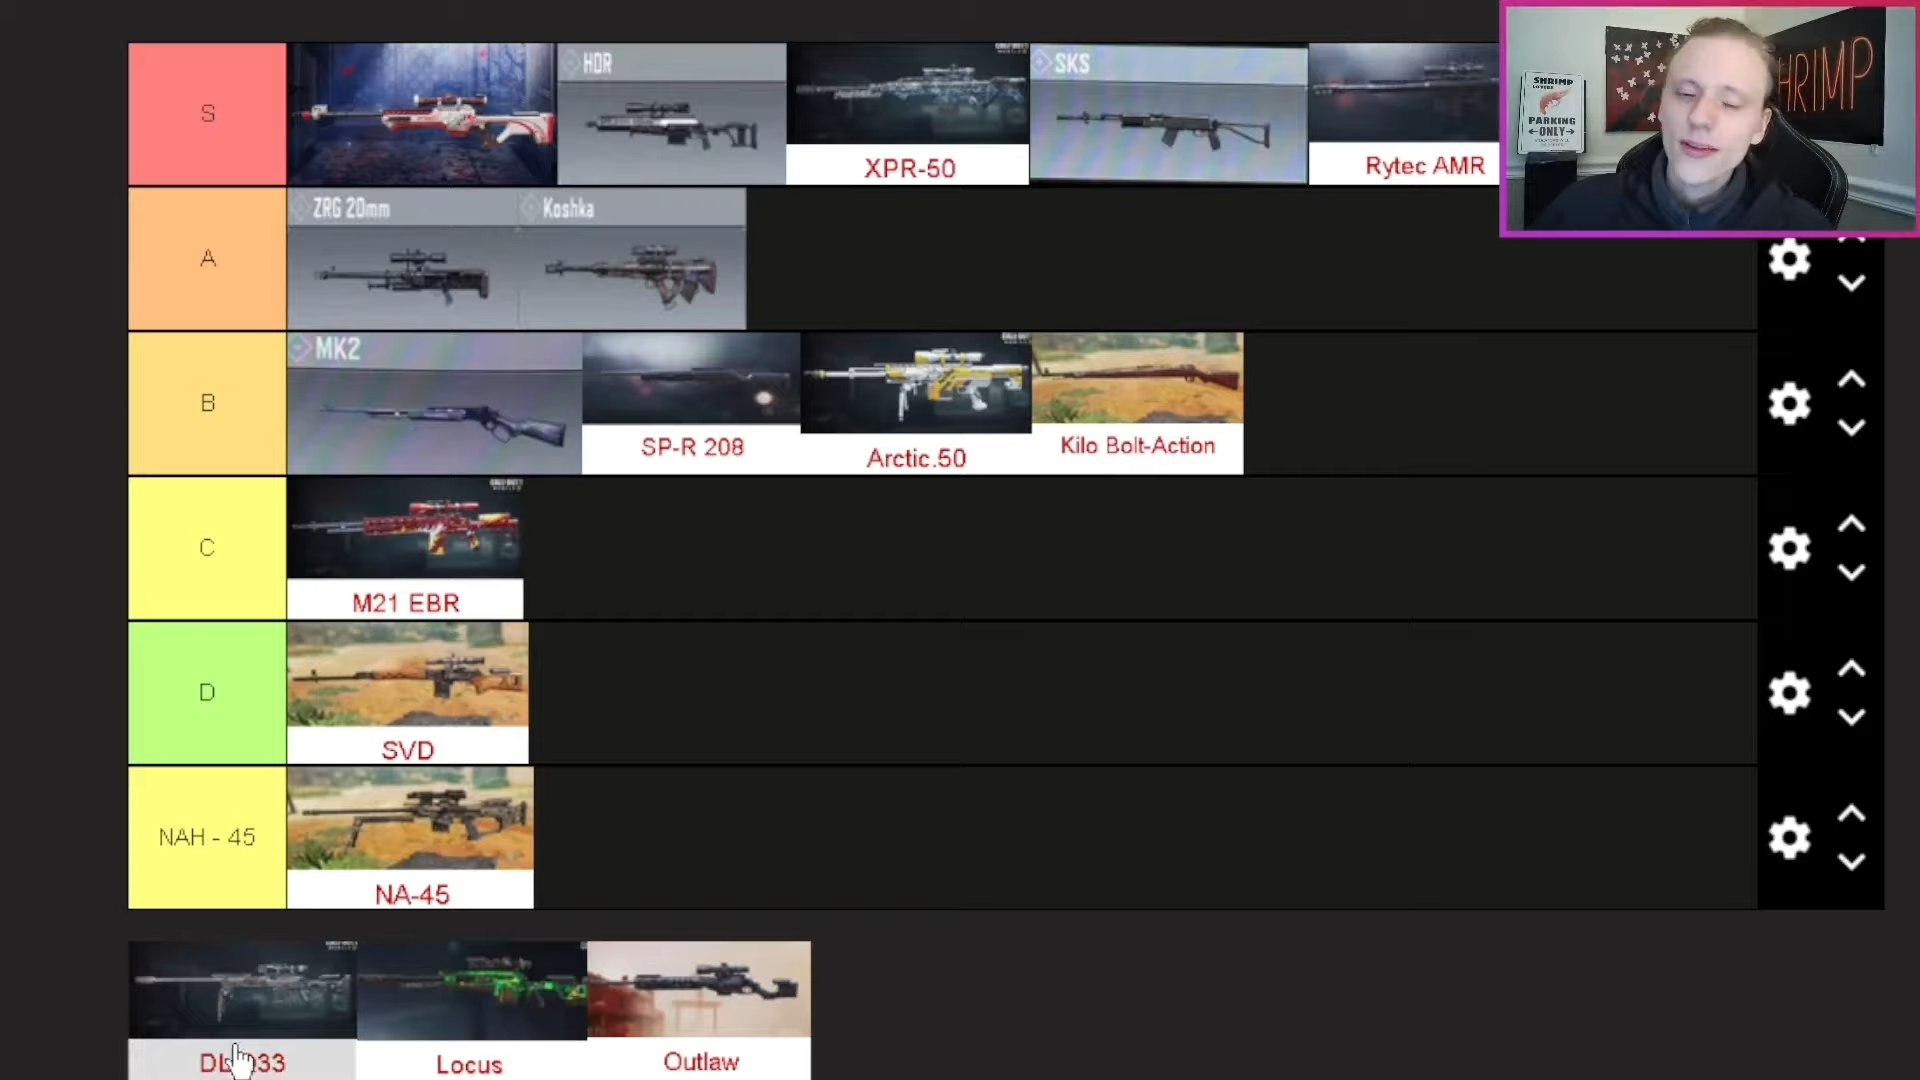 S
HDR
XPR-50
SKS
Rytec AMR
SHRIMP
PARKING
ONLY
SHRIMP
A
ZRG 20mm
Koshka
B
MK2
SP-R 208
Arctic.50
Kilo Bolt-Action
C
M21 EBR
D
SVD
NAH - 45
NA-45
Locus
Outlaw